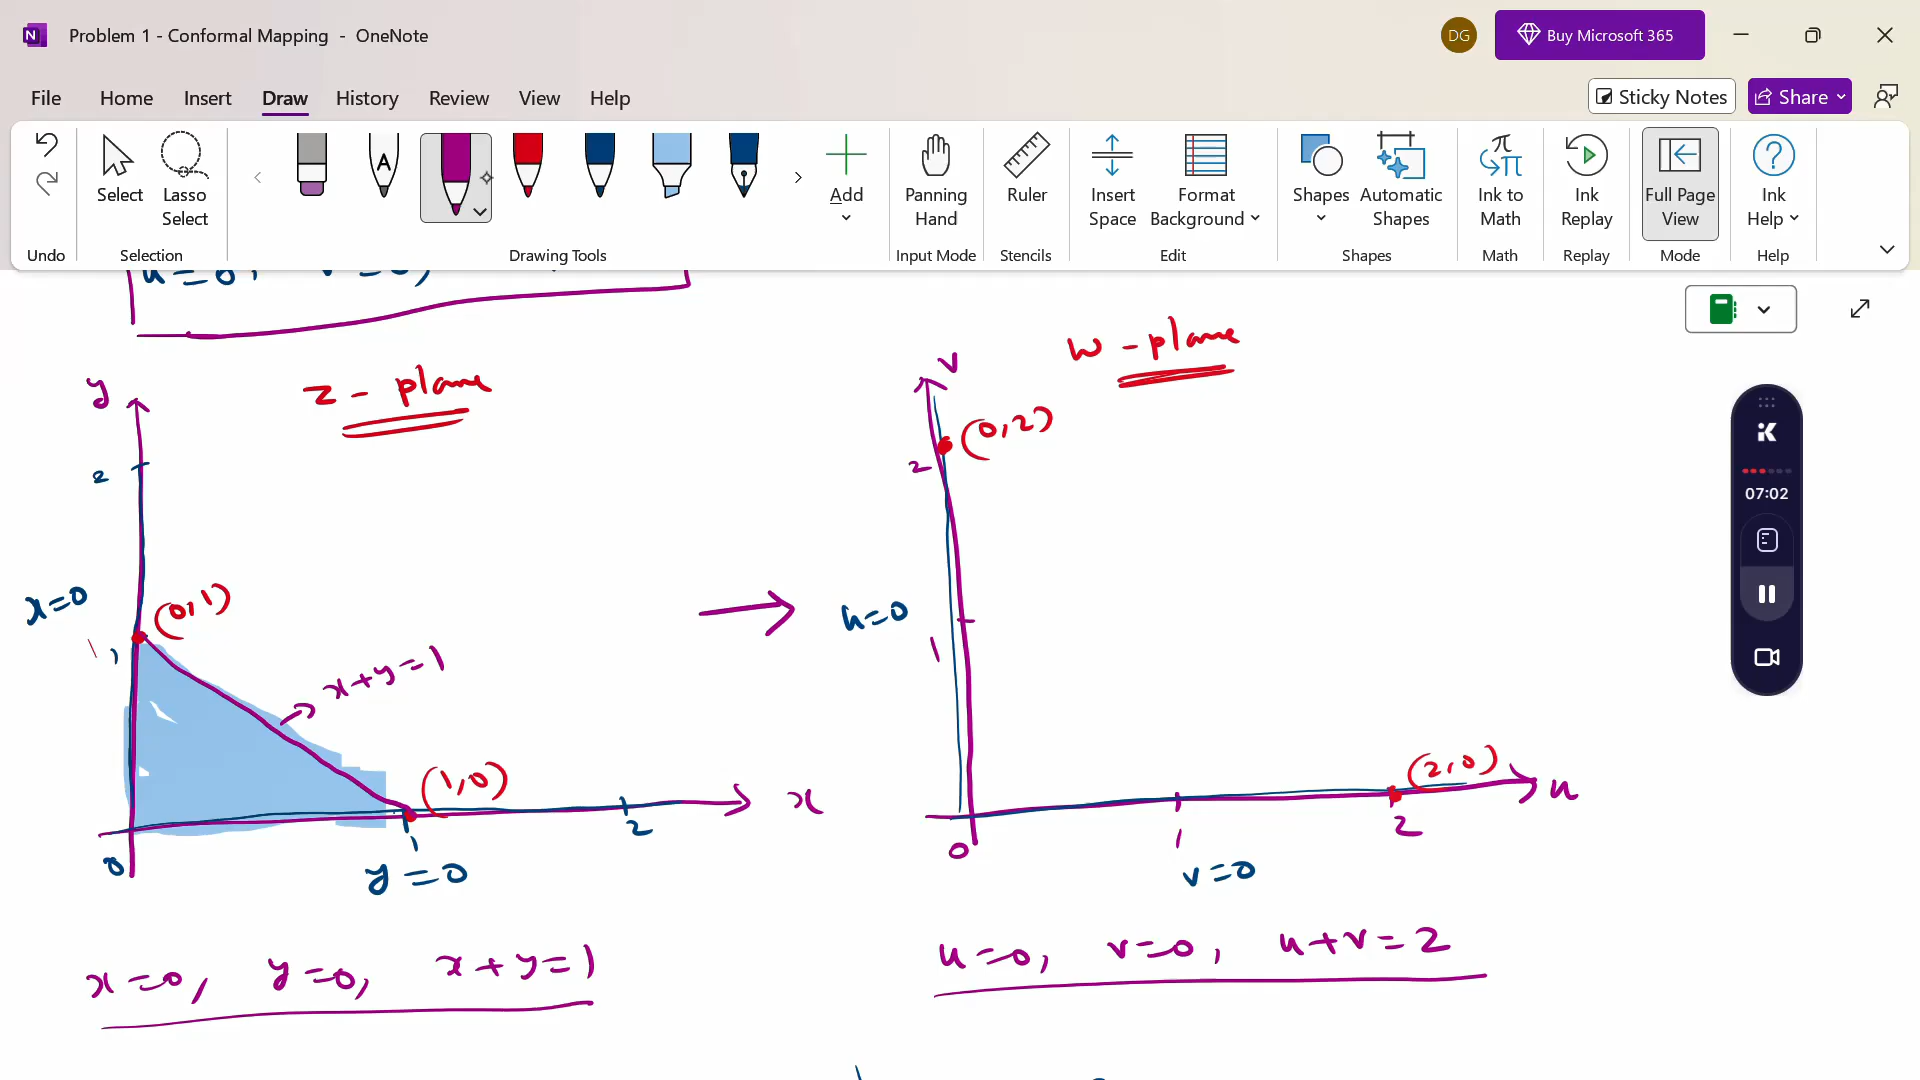 Problem 1 - Conformal Mapping - OneNote
DG
Buy Microsoft 365
File Home Insert Draw History Review View Help
Sticky Notes
Share
Select
Lasso Select
A
Add
Panning Hand
Ruler
Insert Space
Format Background
Shapes
Automatic Shapes
Ink to Math
Ink Replay
Full Page View
Ink Help
Undo Selection Drawing Tools Input Mode Stencils Edit Shapes Math Replay Mode Help
z - plane
y
2
x=0
(0,1)
1
x+y=1
(1,0)
x
0
1
2
y=0
x=0, y=0, x+y=1
w - plane
v
(0,2)
2
u=0
1
(2,0)
u
0
1
2
v=0
u=0, v=0, u+v=2
07:02